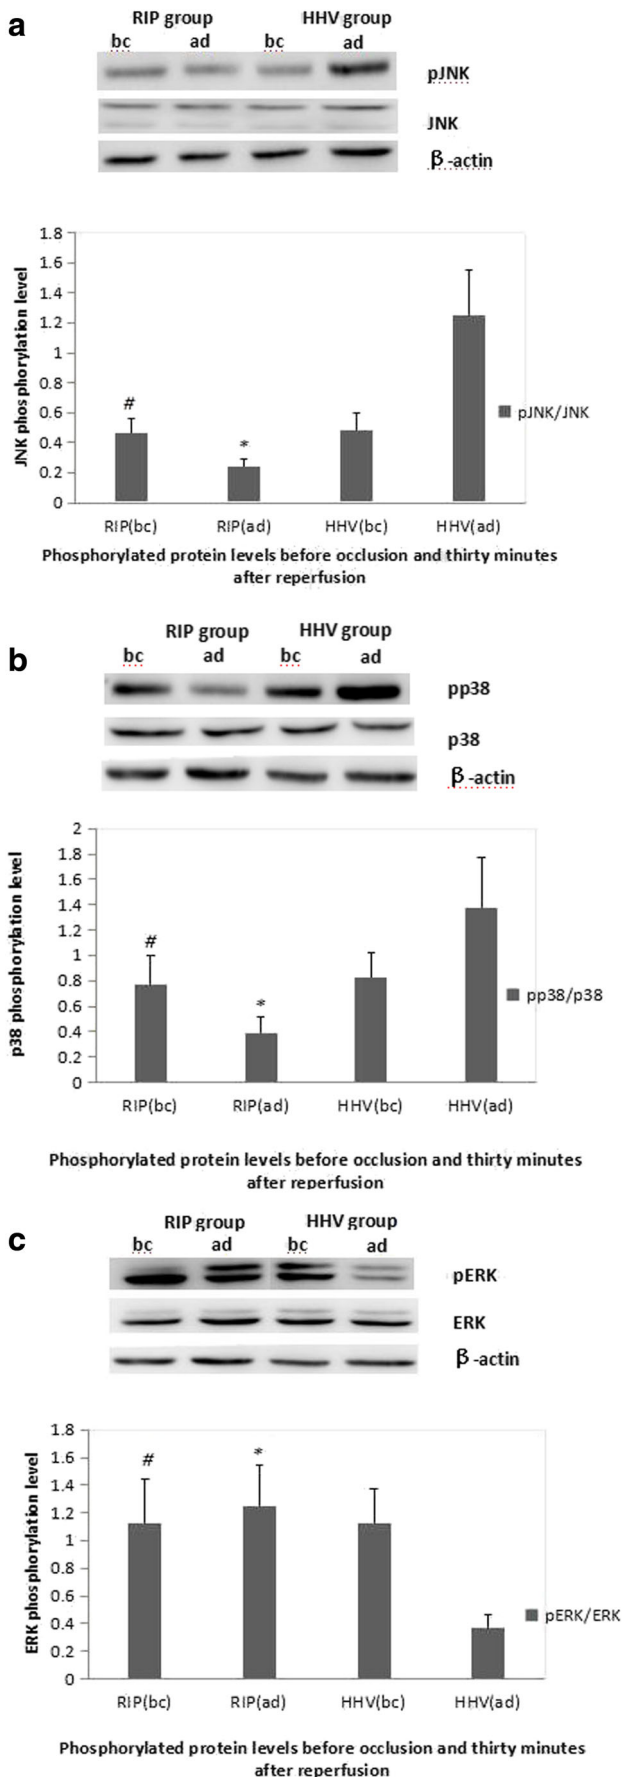 a
RIP group HHV group
bc ad bc ad
pJNK
JNK
β-actin
1.8
1.6
1.4
1.2
1
0.8
0.6
0.4
0.2
0
JNK phosphorylation level
#
*
pJNK/JNK
RIP(bc) RIP(ad) HHV(bc) HHV(ad)
Phosphorylated protein levels before occlusion and thirty minutes
after reperfusion
b
RIP group HHV group
bc ad bc ad
pp38
p38
β-actin
2
1.8
1.6
1.4
1.2
1
0.8
0.6
0.4
0.2
0
p38 phosphorylation level
#
*
pp38/p38
RIP(bc) RIP(ad) HHV(bc) HHV(ad)
Phosphorylated protein levels before occlusion and thirty minutes
after reperfusion
c
RIP group HHV group
bc ad bc ad
pERK
ERK
β-actin
1.8
1.6
1.4
1.2
1
0.8
0.6
0.4
0.2
0
ERK phosphorylation level
#
*
pERK/ERK
RIP(bc) RIP(ad) HHV(bc) HHV(ad)
Phosphorylated protein levels before occlusion and thirty minutes
after reperfusion